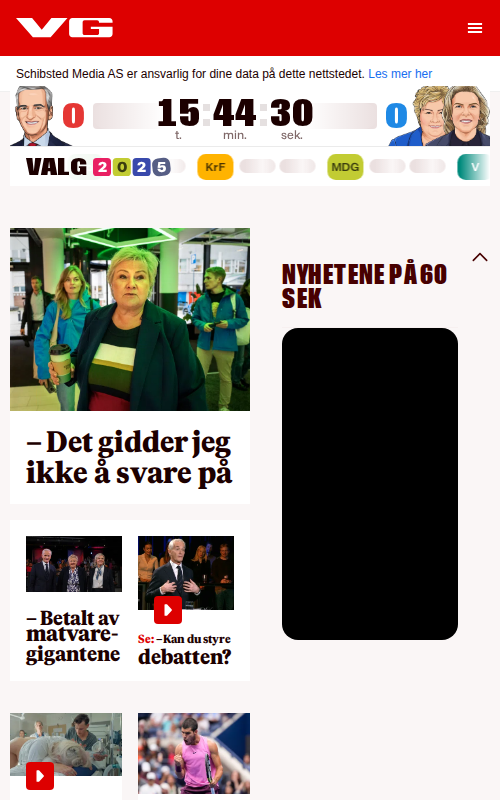 VG
Schibsted Media AS er ansvarlig for dine data på dette nettstedet. Les mer her
0 15:44:30 0
t. min. sek.
VALG 2025 KrF MDG V
NYHETENE PÅ 60
SEK
– Det gidder jeg
ikke å svare på
– Betalt av
matvare-
gigantene
Se: – Kan du styre
debatten?